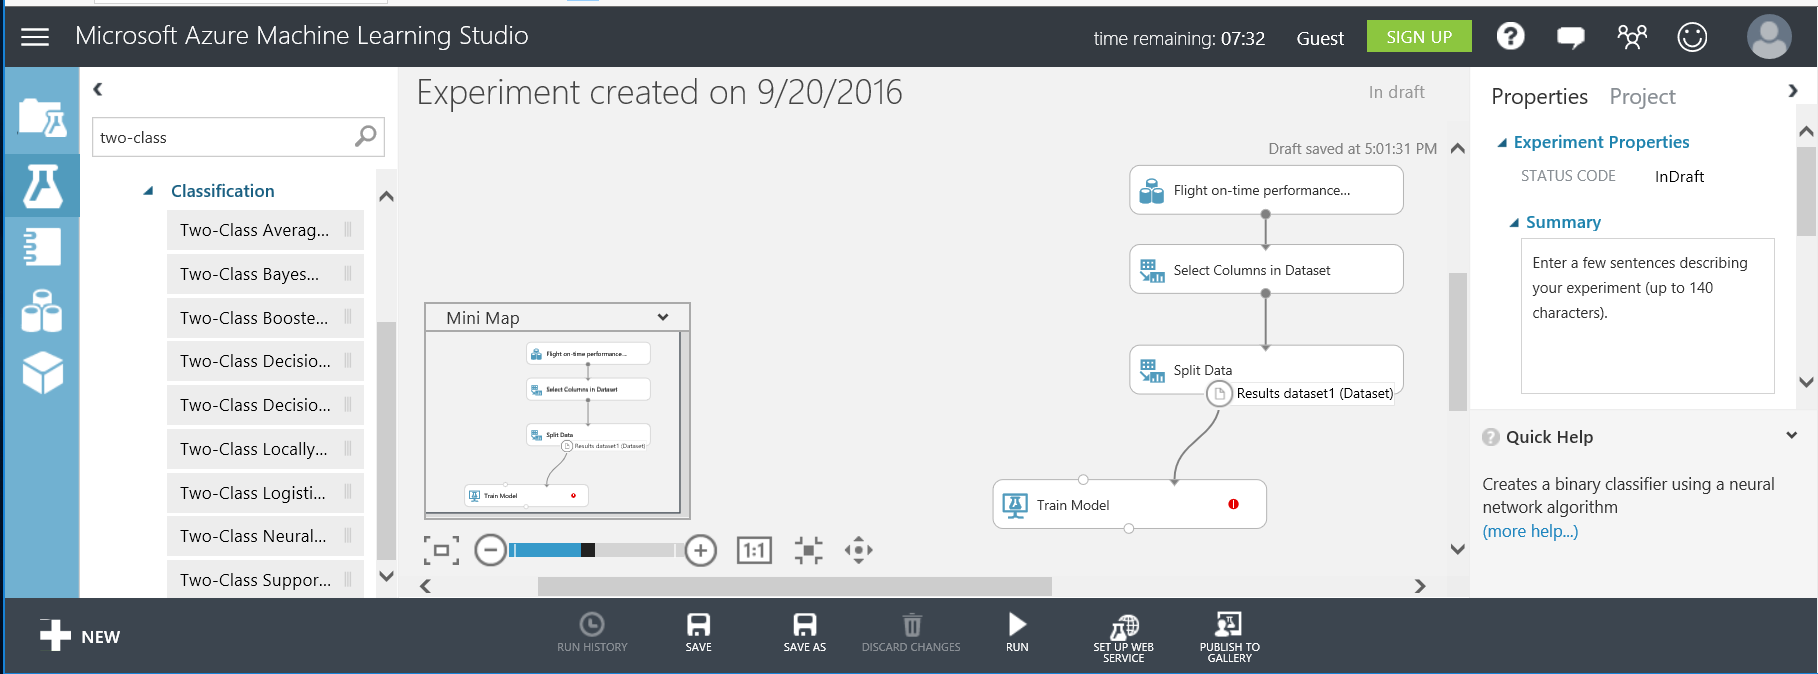 Microsoft Azure Machine Learning Studio
time remaining: 07:32
Guest
SIGN UP
two-class
Classification
Two-Class Averag...
Two-Class Bayes...
Two-Class Booste...
Two-Class Decisio...
Two-Class Decisio...
Two-Class Locally...
Two-Class Logisti...
Two-Class Neural...
Two-Class Suppor...
Experiment created on 9/20/2016
In draft
Draft saved at 5:01:31 PM
Flight on-time performance...
Select Columns in Dataset
Split Data
Results dataset1 (Dataset)
Train Model
Mini Map
Flight on-time performance...
Select Columns in Dataset
Split Data
Results dataset1 (Dataset)
Train Model
1:1
Properties
Project
Experiment Properties
STATUS CODE
InDraft
Summary
Enter a few sentences describing
your experiment (up to 140
characters).
Quick Help
Creates a binary classifier using a neural
network algorithm
(more help...)
NEW
RUN HISTORY
SAVE
SAVE AS
DISCARD CHANGES
RUN
SET UP WEB
SERVICE
PUBLISH TO
GALLERY